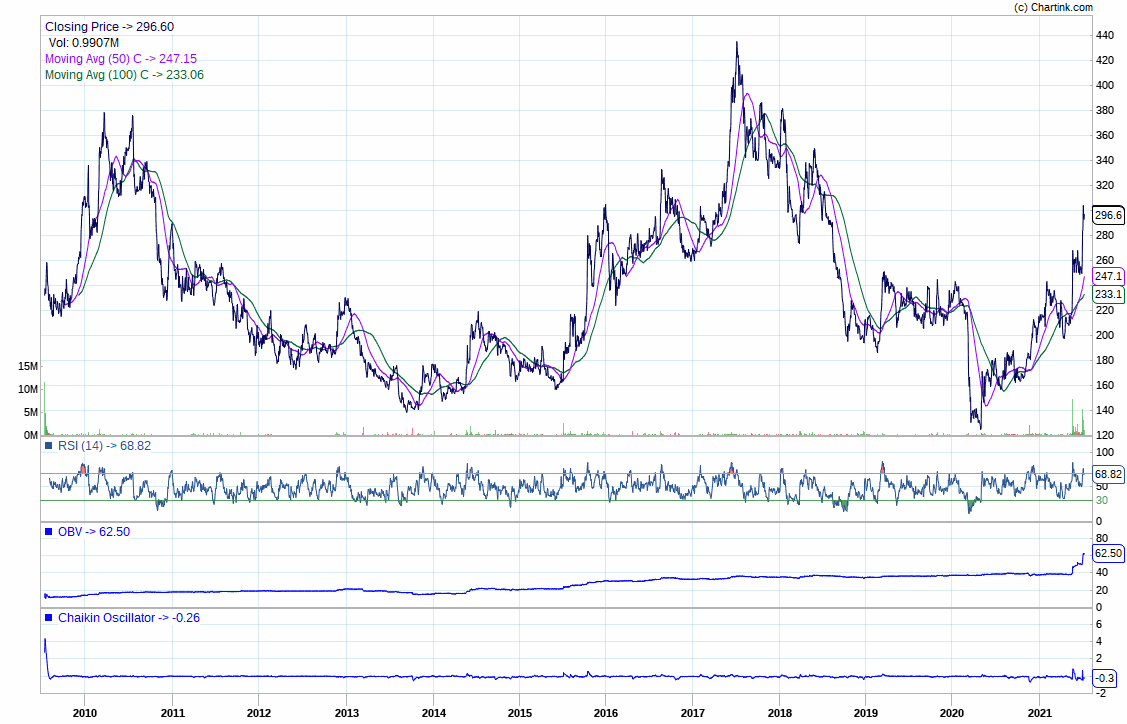 (c) Chartink.com
Closing Price -> 296.60
Vol: 0.9907M
Moving Avg (50) C -> 247.15
Moving Avg (100) C -> 233.06
440
420
400
380
360
340
320
296.6
280
260
247.1
233.1
220
200
180
160
140
120
15M
10M
5M
0M
RSI (14) -> 68.82
100
68.82
50
30
0
OBV -> 62.50
80
62.50
40
20
0
Chaikin Oscillator -> -0.26
6
4
2
-0.3
-2
2010 2011 2012 2013 2014 2015 2016 2017 2018 2019 2020 2021